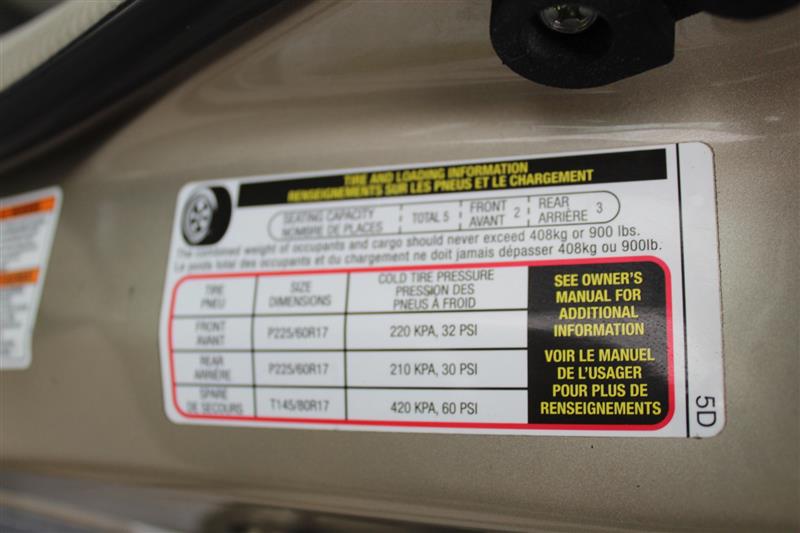 TIRE AND LOADING INFORMATION
RENSEIGNEMENTS SUR LES PNEUS ET LE CHARGEMENT
SEATING CAPACITY
NOMBRE DE PLACES
TOTAL 5
FRONT
AVANT 2
REAR
ARRIÈRE 3
The combined weight of occupants and cargo should never exceed 408kg or 900 lbs.
Le poids total des occupants et du chargement ne doit jamais dépasser 408kg ou 900lb.
TIRE
PNEU
SIZE
DIMENSIONS
COLD TIRE PRESSURE
PRESSION DES
PNEUS À FROID
FRONT
AVANT
P225/60R17
220 KPA, 32 PSI
REAR
ARRIÈRE
P225/60R17
210 KPA, 30 PSI
SPARE
DE SECOURS
T145/80R17
420 KPA, 60 PSI
SEE OWNER'S
MANUAL FOR
ADDITIONAL
INFORMATION
VOIR LE MANUEL
DE L'USAGER
POUR PLUS DE
RENSEIGNEMENTS
5D